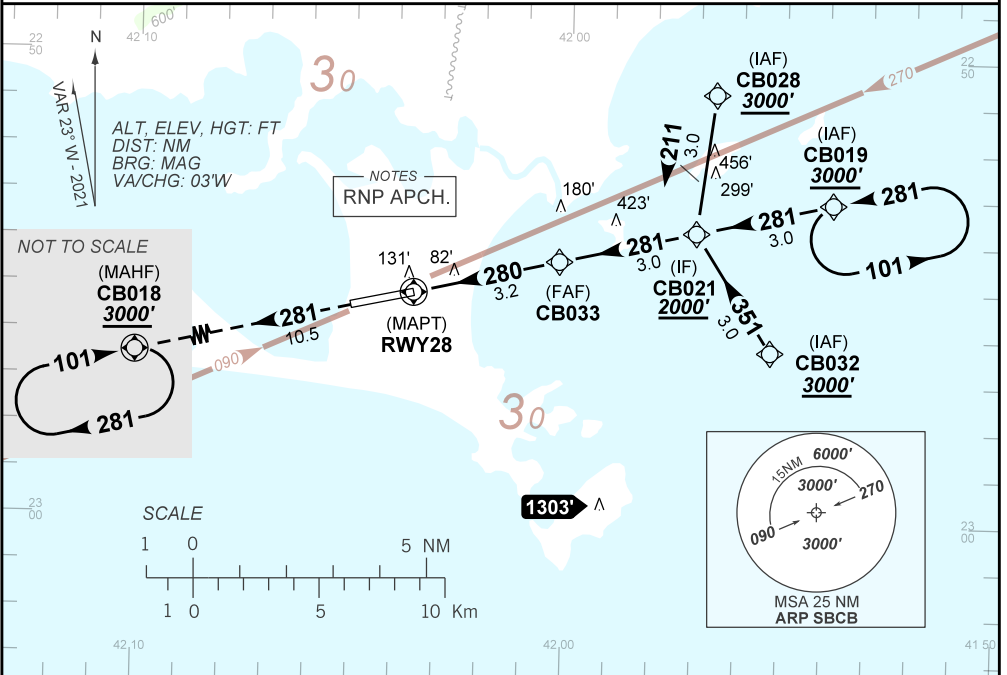 600'
42 10
42 00
22
50
22
50
N
VAR 23° W - 2021
ALT, ELEV, HGT: FT
DIST: NM
BRG: MAG
VA/CHG: 03'W
30
NOTES
RNP APCH.
(IAF)
CB028
3000'
270
211
3.0
456'
299'
(IAF)
CB019
3000'
281
101
180'
423'
281
3.0
281
3.0
(IF)
CB021
2000'
351
3.0
(IAF)
CB032
3000'
131'
82'
280
3.2
(FAF)
CB033
(MAPT)
RWY28
NOT TO SCALE
(MAHF)
CB018
3000'
281
10.5
090
101
281
30
1303'
6000'
15NM
3000'
270
090
3000'
MSA 25 NM
ARP SBCB
23
00
23
00
SCALE
1 0 5 NM
1 0 5 10 Km
42 10
42 00
41 50